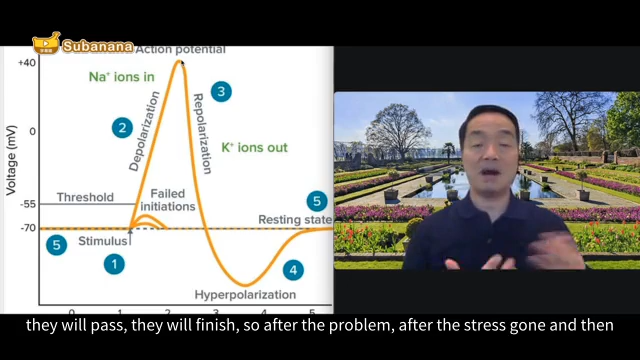 Subanana
Action potential
+40
Na⁺ ions in
3
2
Depolarization
Repolarization
0
Voltage (mV)
K⁺ ions out
Threshold
Failed
initiations
5
-55
Resting state
-70
5
Stimulus
1
4
Hyperpolarization
0
1
2
3
4
5
they will pass, they will finish, so after the problem, after the stress gone and then